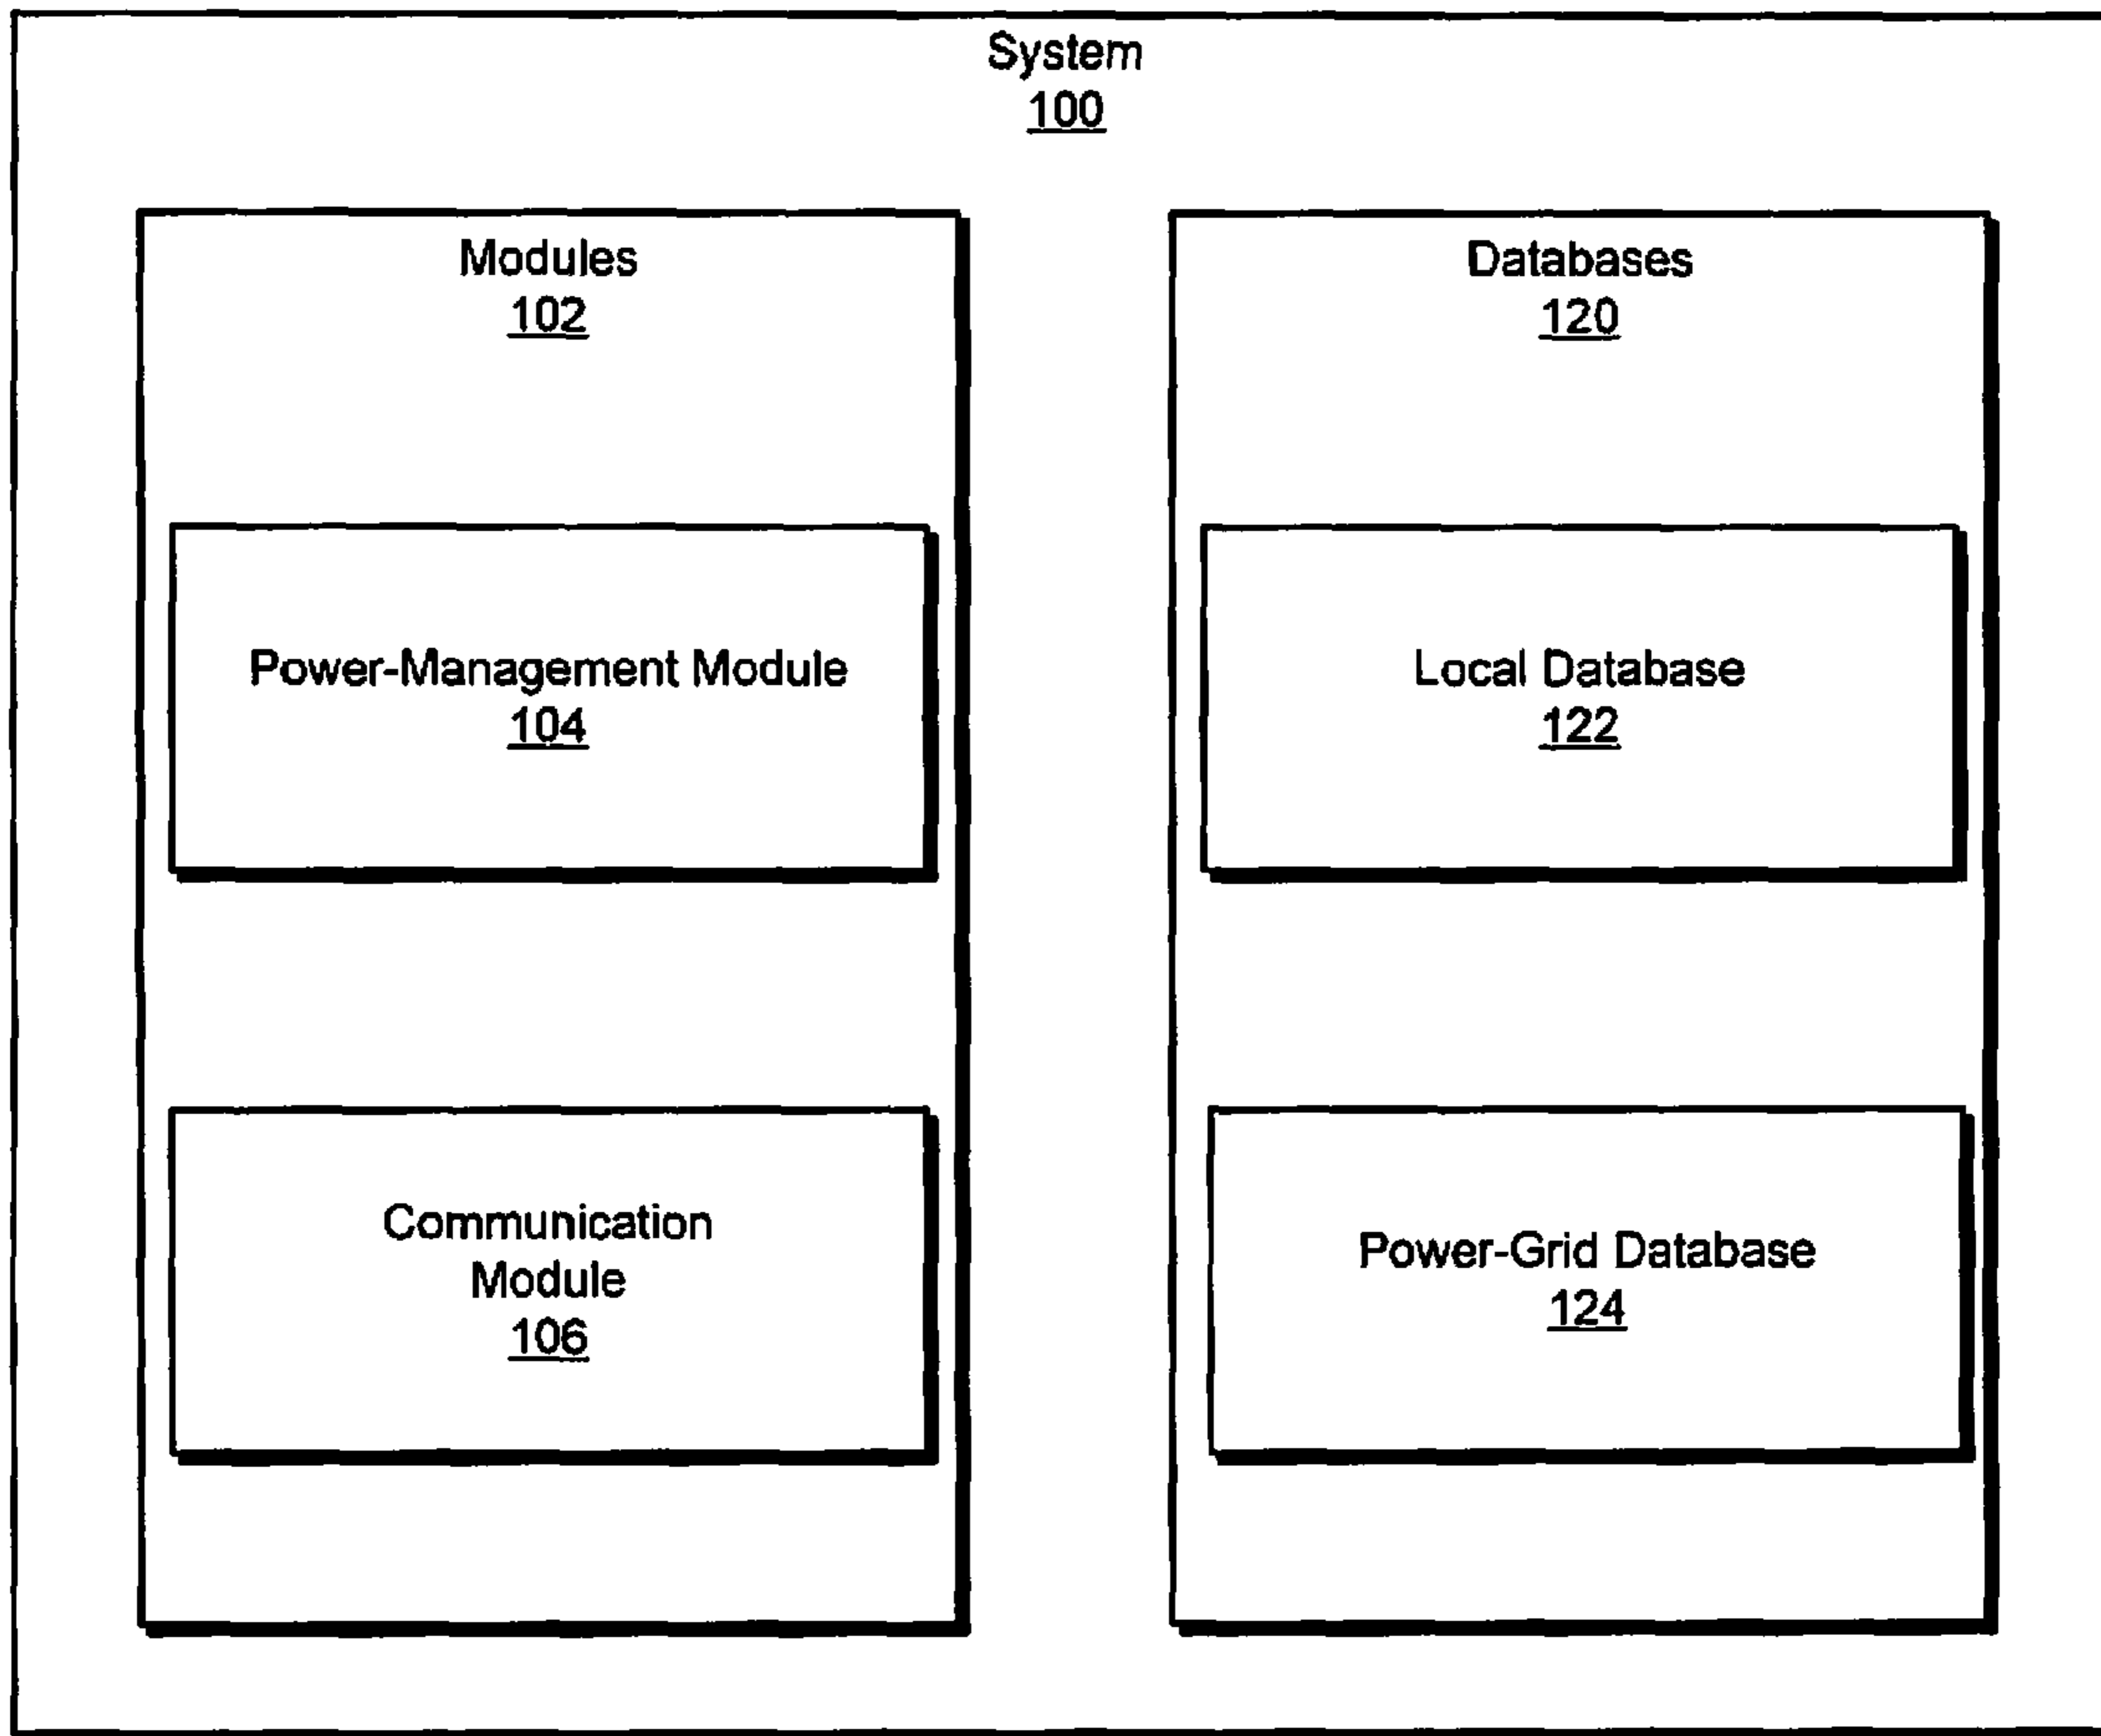 System
100
Modules
102
Power-Management Module
104
Communication
Module
106
Databases
120
Local Database
122
Power-Grid Database
124